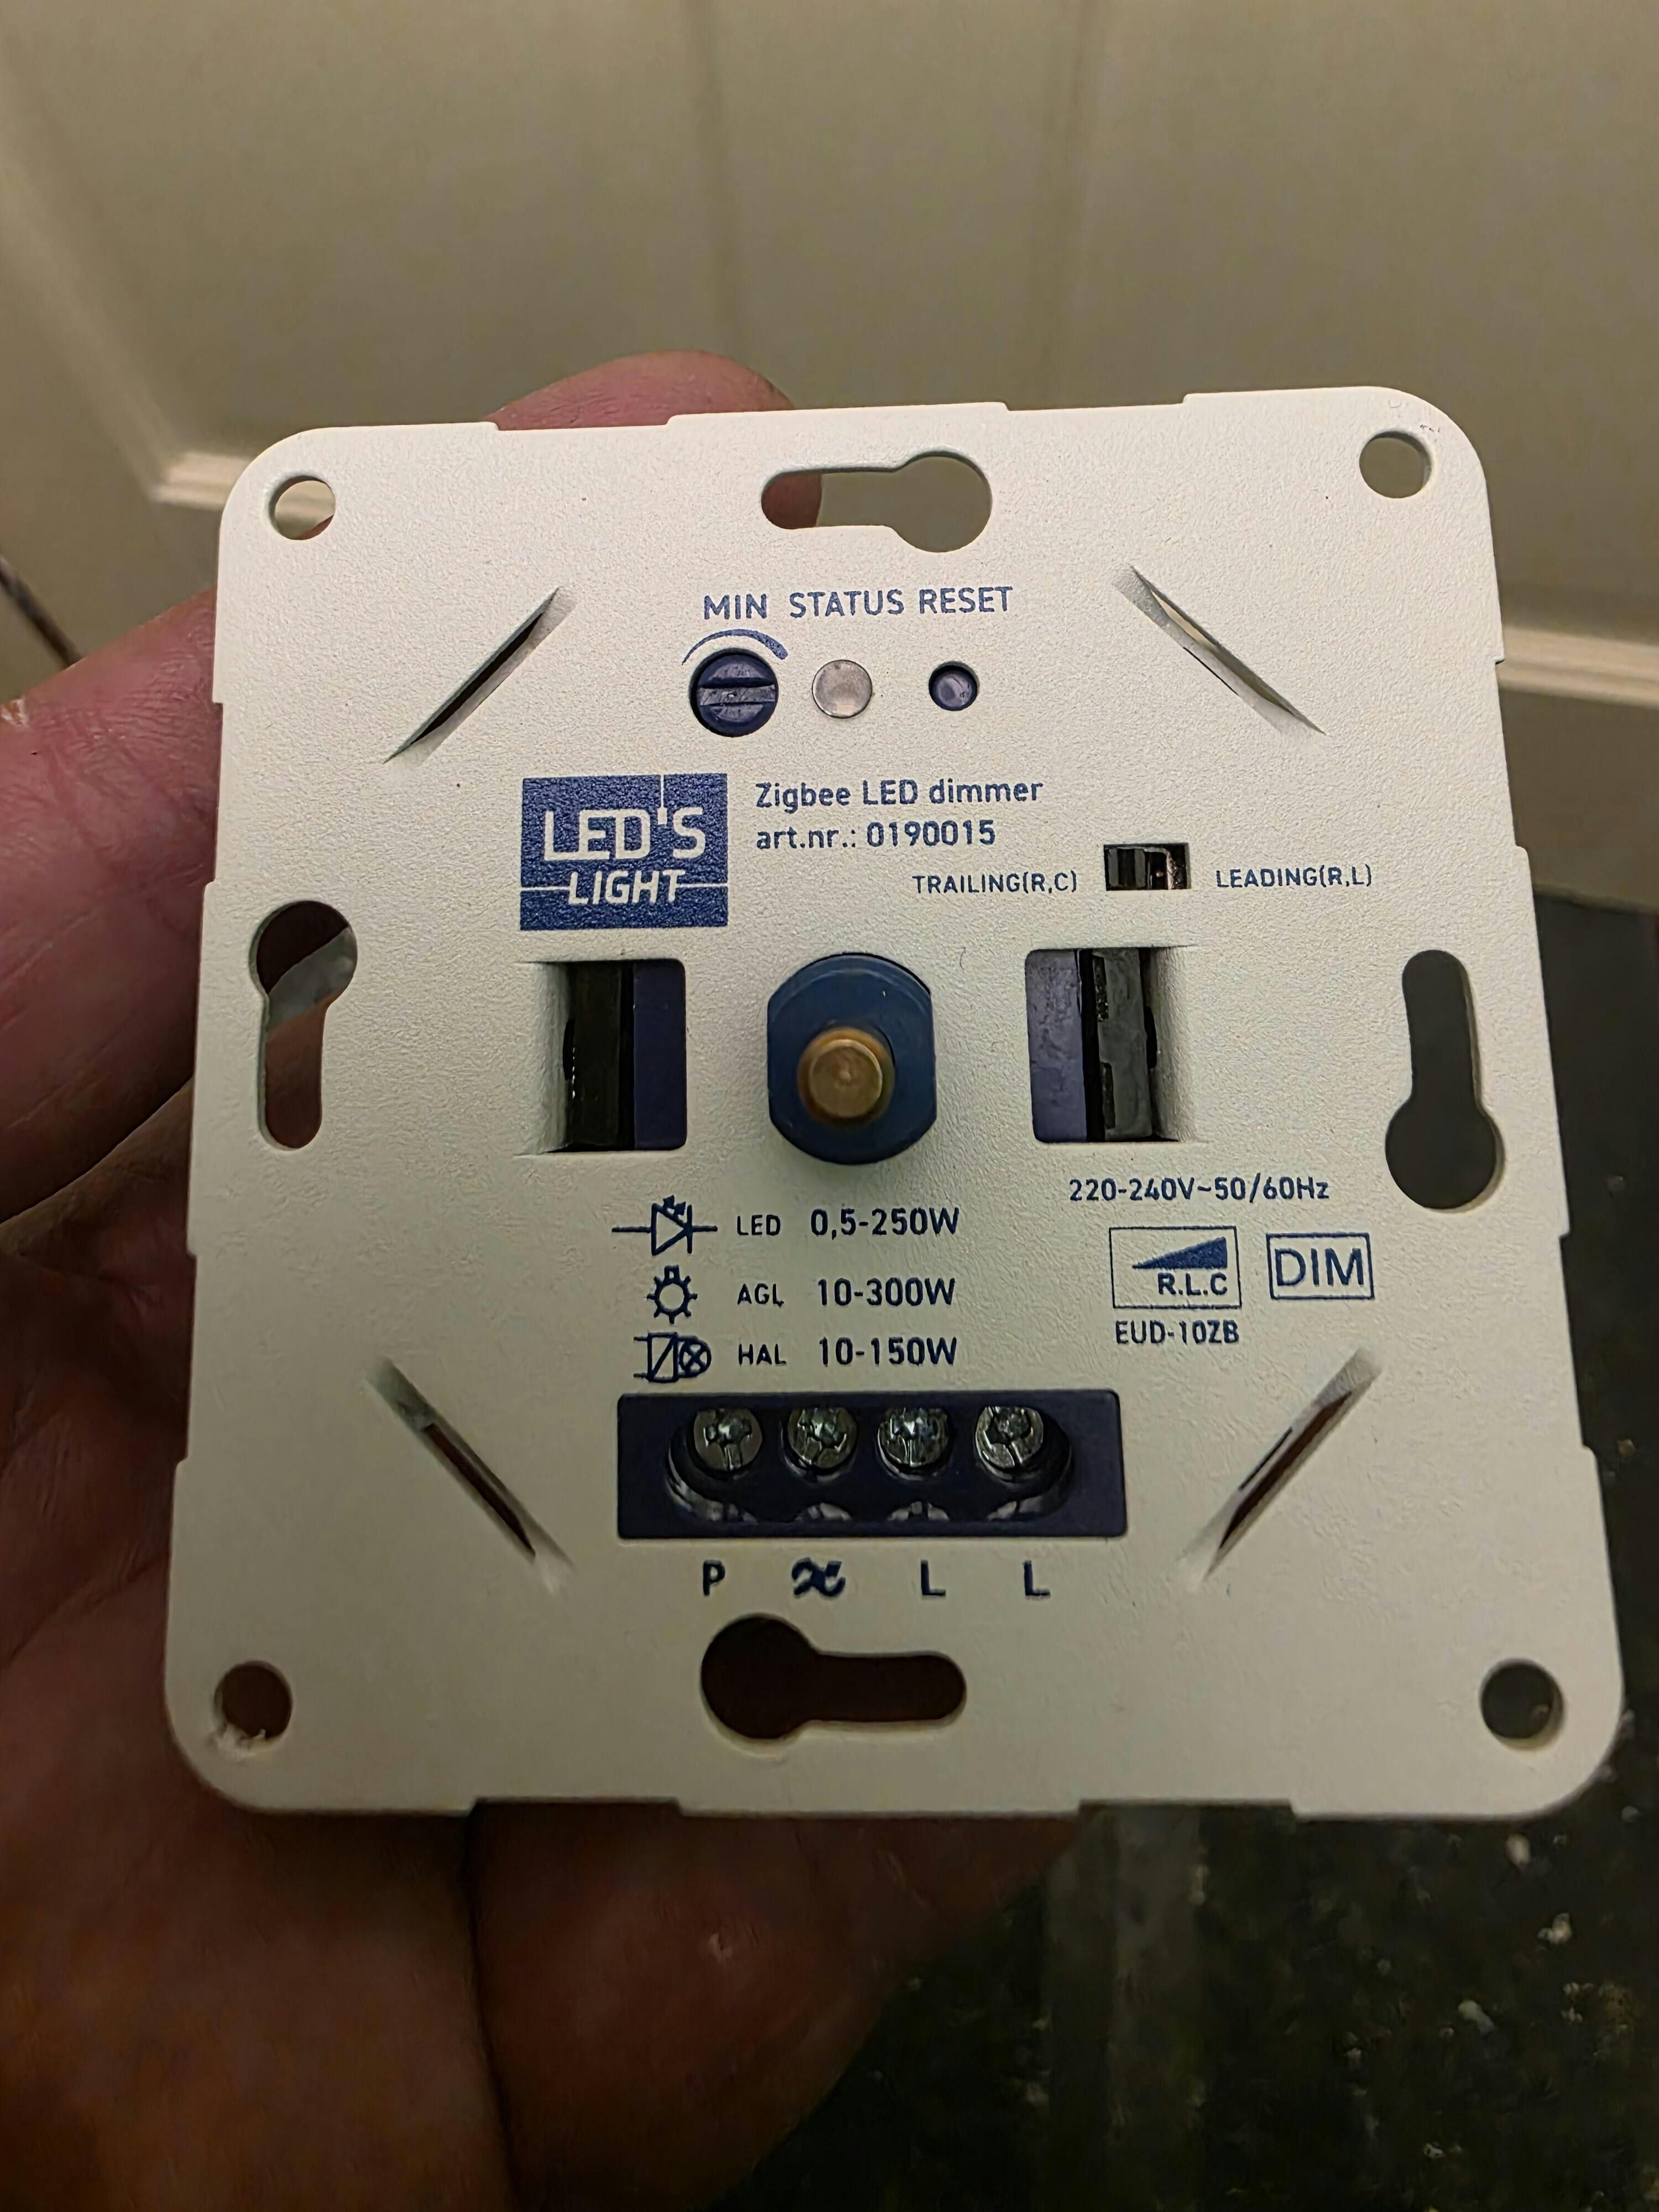 MIN STATUS RESET
LED'S
LIGHT
Zigbee LED dimmer
art.nr.: 0190015
TRAILING(R,C)
LEADING(R,L)
220-240V~50/60Hz
LED 0,5-250W
AGL 10-300W
HAL 10-150W
R.L.C
DIM
EUD-10ZB
P L L